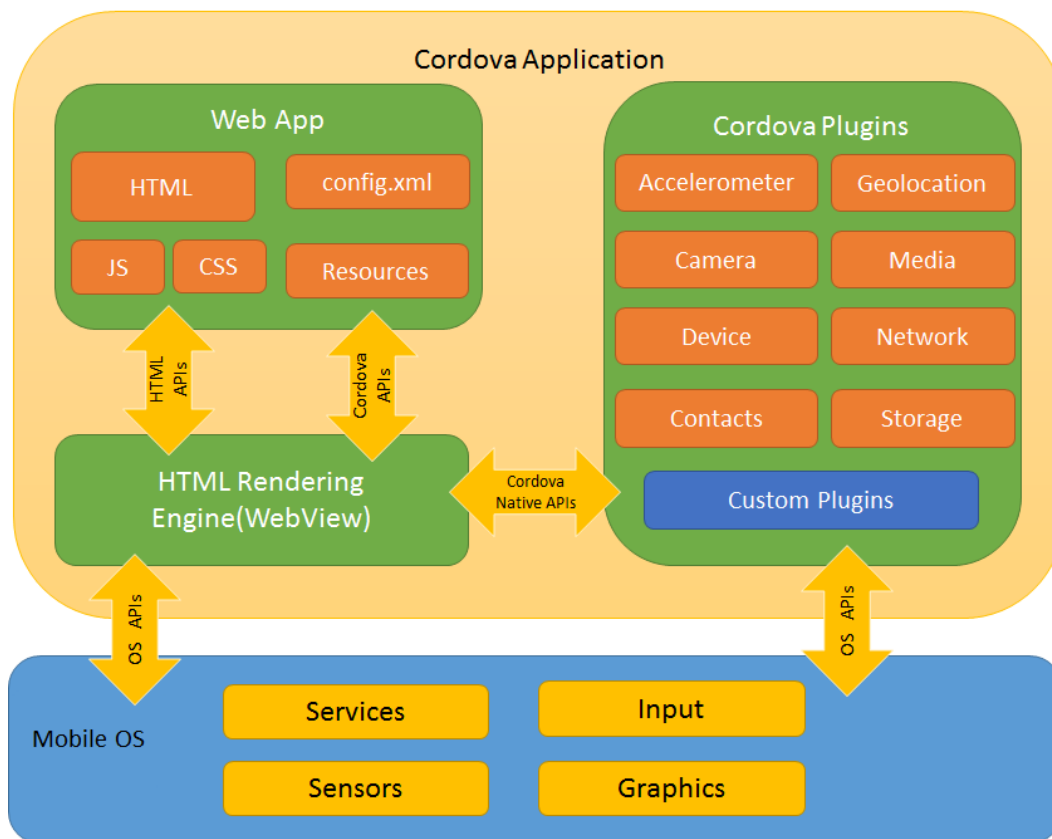 Cordova Application
Web App
HTML
config.xml
JS
CSS
Resources
HTML
APIs
Cordova
APIs
HTML Rendering
Engine(WebView)
Cordova
Native APIs
Cordova Plugins
Accelerometer
Geolocation
Camera
Media
Device
Network
Contacts
Storage
Custom Plugins
OS APIs
OS APIs
Mobile OS
Services
Input
Sensors
Graphics